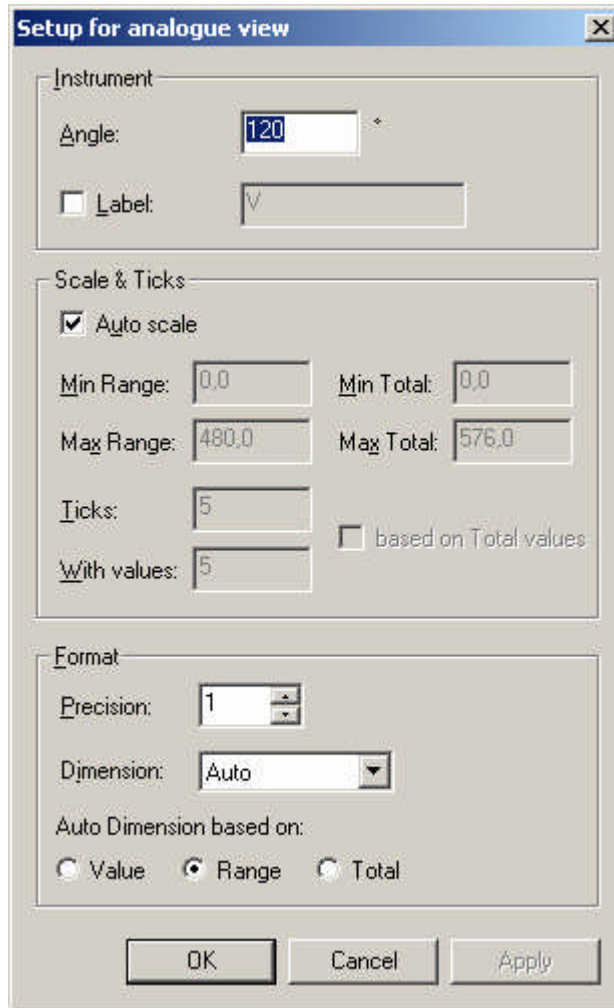 Setup for analogue view
Instrument
Angle: 120 °
Label: V
Scale & Ticks
Auto scale
Min Range: 0,0 Min Total: 0,0
Max Range: 480,0 Max Total: 576,0
Ticks: 5
based on Total values
With values: 5
Format
Precision: 1
Dimension: Auto
Auto Dimension based on:
Value Range Total
OK Cancel Apply